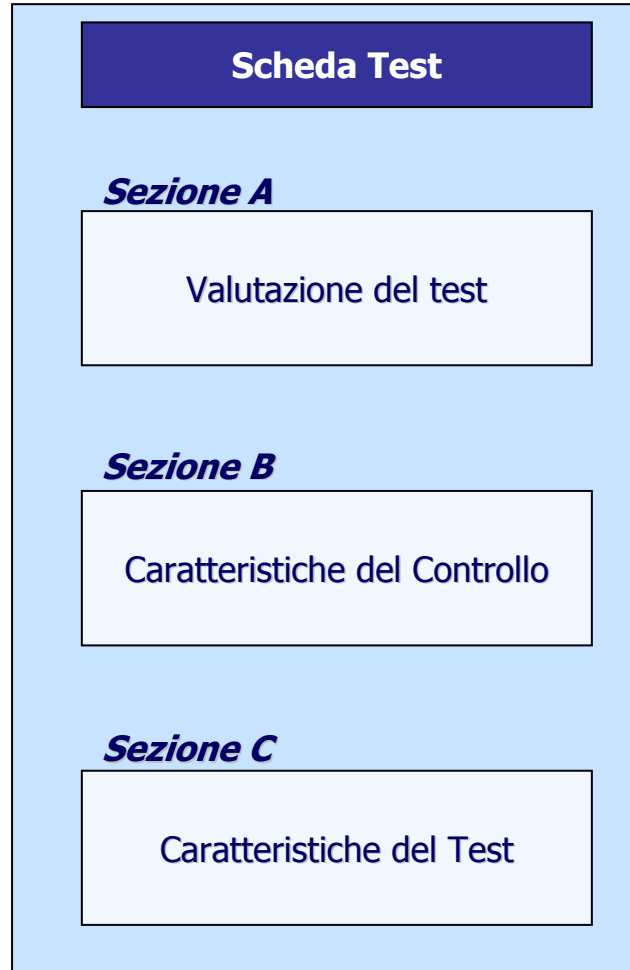 Scheda Test
Sezione A
Valutazione del test
Sezione B
Caratteristiche del Controllo
Sezione C
Caratteristiche del Test